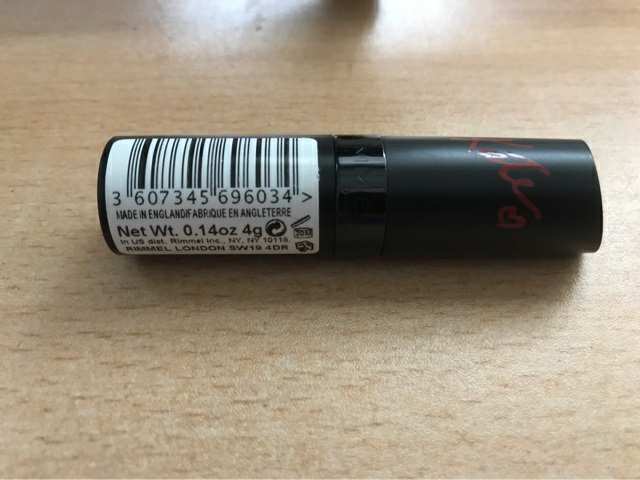 3 607345 696034 >
MADE IN ENGLAND/FABRIQUE EN ANGLETERRE
Net Wt. 0.14oz 4g
In US dist. Rimmel Inc., NY, NY 10118.
RIMMEL LONDON SW19 4DR
Kate